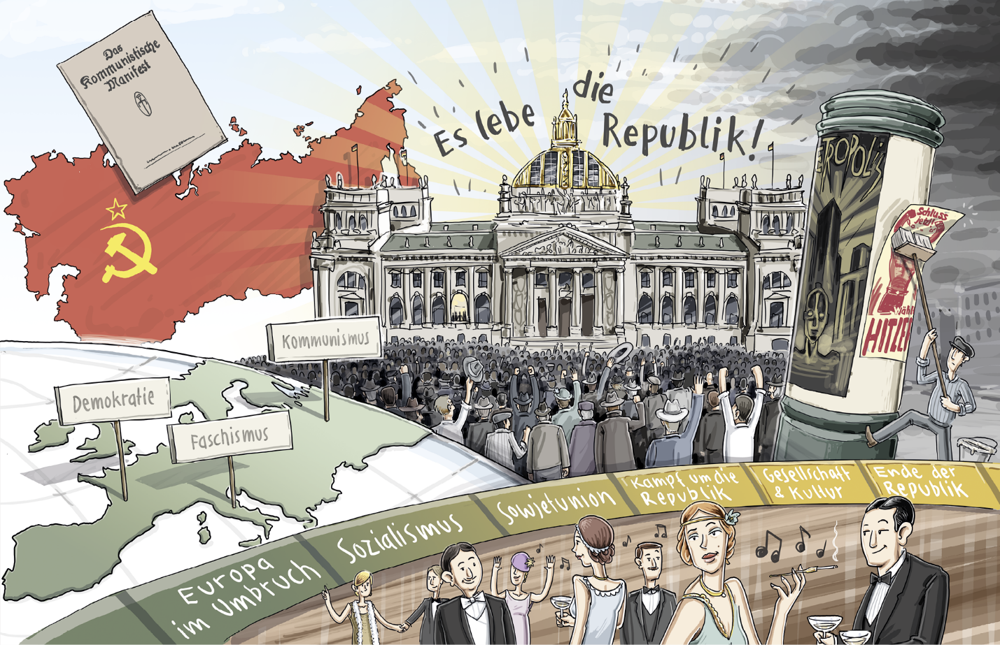 Das
Kommunistische
Manifest
Es lebe
die
Republik!
METROPOLIS
Schluss
jetzt!
Wählt
HITLER
Kommunismus
Demokratie
Faschismus
Europa
im Umbruch
Sozialismus
Sowjetunion
Kampf um die
Republik
Gesellschaft
& Kultur
Ende der
Republik